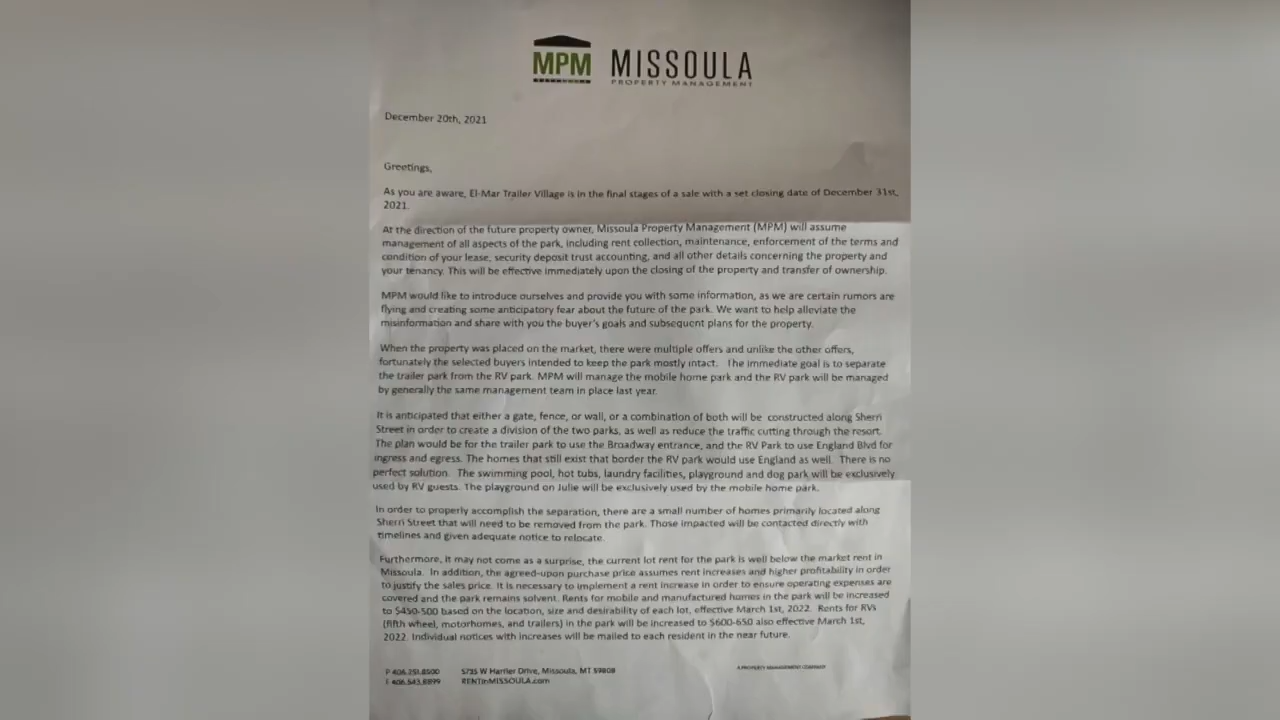 MPM
MISSOULA
PROPERTY MANAGEMENT
December 20th, 2021
Greetings,
As you are aware, El-Mar Trailer Village is in the final stages of a sale with a set closing date of December 31st,
2021.
At the direction of the future property owner, Missoula Property Management (MPM) will assume
management of all aspects of the park, including rent collection, maintenance, enforcement of the terms and
condition of your lease, security deposit trust accounting, and all other details concerning the property and
your tenancy. This will be effective immediately upon the closing of the property and transfer of ownership.
MPM would like to introduce ourselves and provide you with some information, as we are certain rumors are
flying and creating some anticipatory fear about the future of the park. We want to help alleviate the
misinformation and share with you the buyer's goals and subsequent plans for the property.
When the property was placed on the market, there were multiple offers and unlike the other offers,
fortunately the selected buyers intended to keep the park mostly intact. The immediate goal is to separate
the trailer park from the RV park. MPM will manage the mobile home park and the RV park will be managed
by generally the same management team in place last year.
It is anticipated that either a gate, fence, or wall, or a combination of both will be constructed along Sherri
Street in order to create a division of the two parks, as well as reduce the traffic cutting through the resort.
The plan would be for the trailer park to use the Broadway entrance, and the RV Park to use England Blvd for
ingress and egress. The homes that still exist that border the RV park would use England as well. There is no
perfect solution. The swimming pool, hot tubs, laundry facilities, playground and dog park will be exclusively
used by RV guests. The playground on Julie will be exclusively used by the mobile home park.
In order to properly accomplish the separation, there are a small number of homes primarily located along
Sherri Street that will need to be removed from the park. Those impacted will be contacted directly with
timelines and given adequate notice to relocate.
Furthermore, it may not come as a surprise, the current lot rent for the park is well below the market rent in
Missoula. In addition, the agreed-upon purchase price assumes rent increases and higher profitability in order
to justify the sales price. It is necessary to implement a rent increase in order to ensure operating expenses are
covered and the park remains solvent. Rents for mobile and manufactured homes in the park will be increased
to $450-500 based on the location, size and desirability of each lot, effective March 1st, 2022. Rents for RVs
(fifth wheel, motorhomes, and trailers) in the park will be increased to $600-650 also effective March 1st,
2022. Individual notices with increases will be mailed to each resident in the near future.
P 406.251.8500 5735 W Harrier Drive, Missoula, MT 59808
F 406.543.8899 RENTinMISSOULA.com
A PROPERTY MANAGEMENT COMPANY